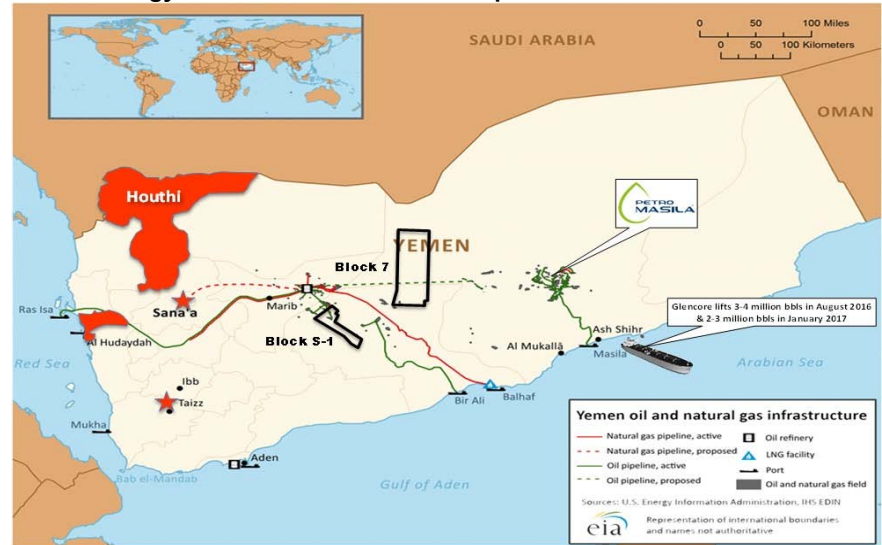 SAUDI ARABIA
0 50 100 Miles
0 50 100 Kilometers
OMAN
Houthi
PETRO
MASILA
YEMEN
Block 7
Sana'a
Marib
Ras Isa
Al Hudaydah
Block S-1
Glencore lifts 3-4 million bbls in August 2016
& 2-3 million bbls in January 2017
Ash Shihr
Al Mukallā
Masila
Red Sea
Arabian Sea
Ibb
Taizz
Bir Ali
Balhaf
Mukha
Aden
Bab el-Mandab
Gulf of Aden
Yemen oil and natural gas infrastructure
Natural gas pipeline, active
Natural gas pipeline, proposed
Oil pipeline, active
Oil pipeline, proposed
Oil refinery
LNG facility
Port
Oil and natural gas field
Sources: U.S. Energy Information Administration, IHS EDIN
eia
Representation of international boundaries
and names not authoritative